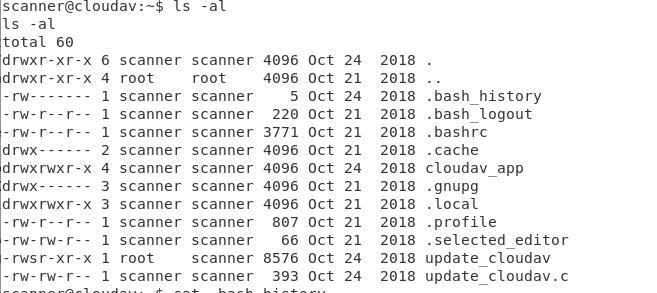 scanner@cloudav:~$ ls -al
ls -al
total 60
drwxr-xr-x 6 scanner scanner 4096 Oct 24  2018 .
drwxr-xr-x 4 root    root    4096 Oct 21  2018 ..
-rw------- 1 scanner scanner    5 Oct 24  2018 .bash_history
-rw-r--r-- 1 scanner scanner  220 Oct 21  2018 .bash_logout
-rw-r--r-- 1 scanner scanner 3771 Oct 21  2018 .bashrc
drwx------ 2 scanner scanner 4096 Oct 21  2018 .cache
drwxrwxr-x 4 scanner scanner 4096 Oct 24  2018 cloudav_app
drwx------ 3 scanner scanner 4096 Oct 21  2018 .gnupg
drwxrwxr-x 3 scanner scanner 4096 Oct 21  2018 .local
-rw-r--r-- 1 scanner scanner  807 Oct 21  2018 .profile
-rw-rw-r-- 1 scanner scanner   66 Oct 21  2018 .selected_editor
-rwsr-xr-x 1 root    scanner 8576 Oct 24  2018 update_cloudav
-rw-rw-r-- 1 scanner scanner  393 Oct 24  2018 update_cloudav.c
scanner@cloudav:~$ cat .bash_history